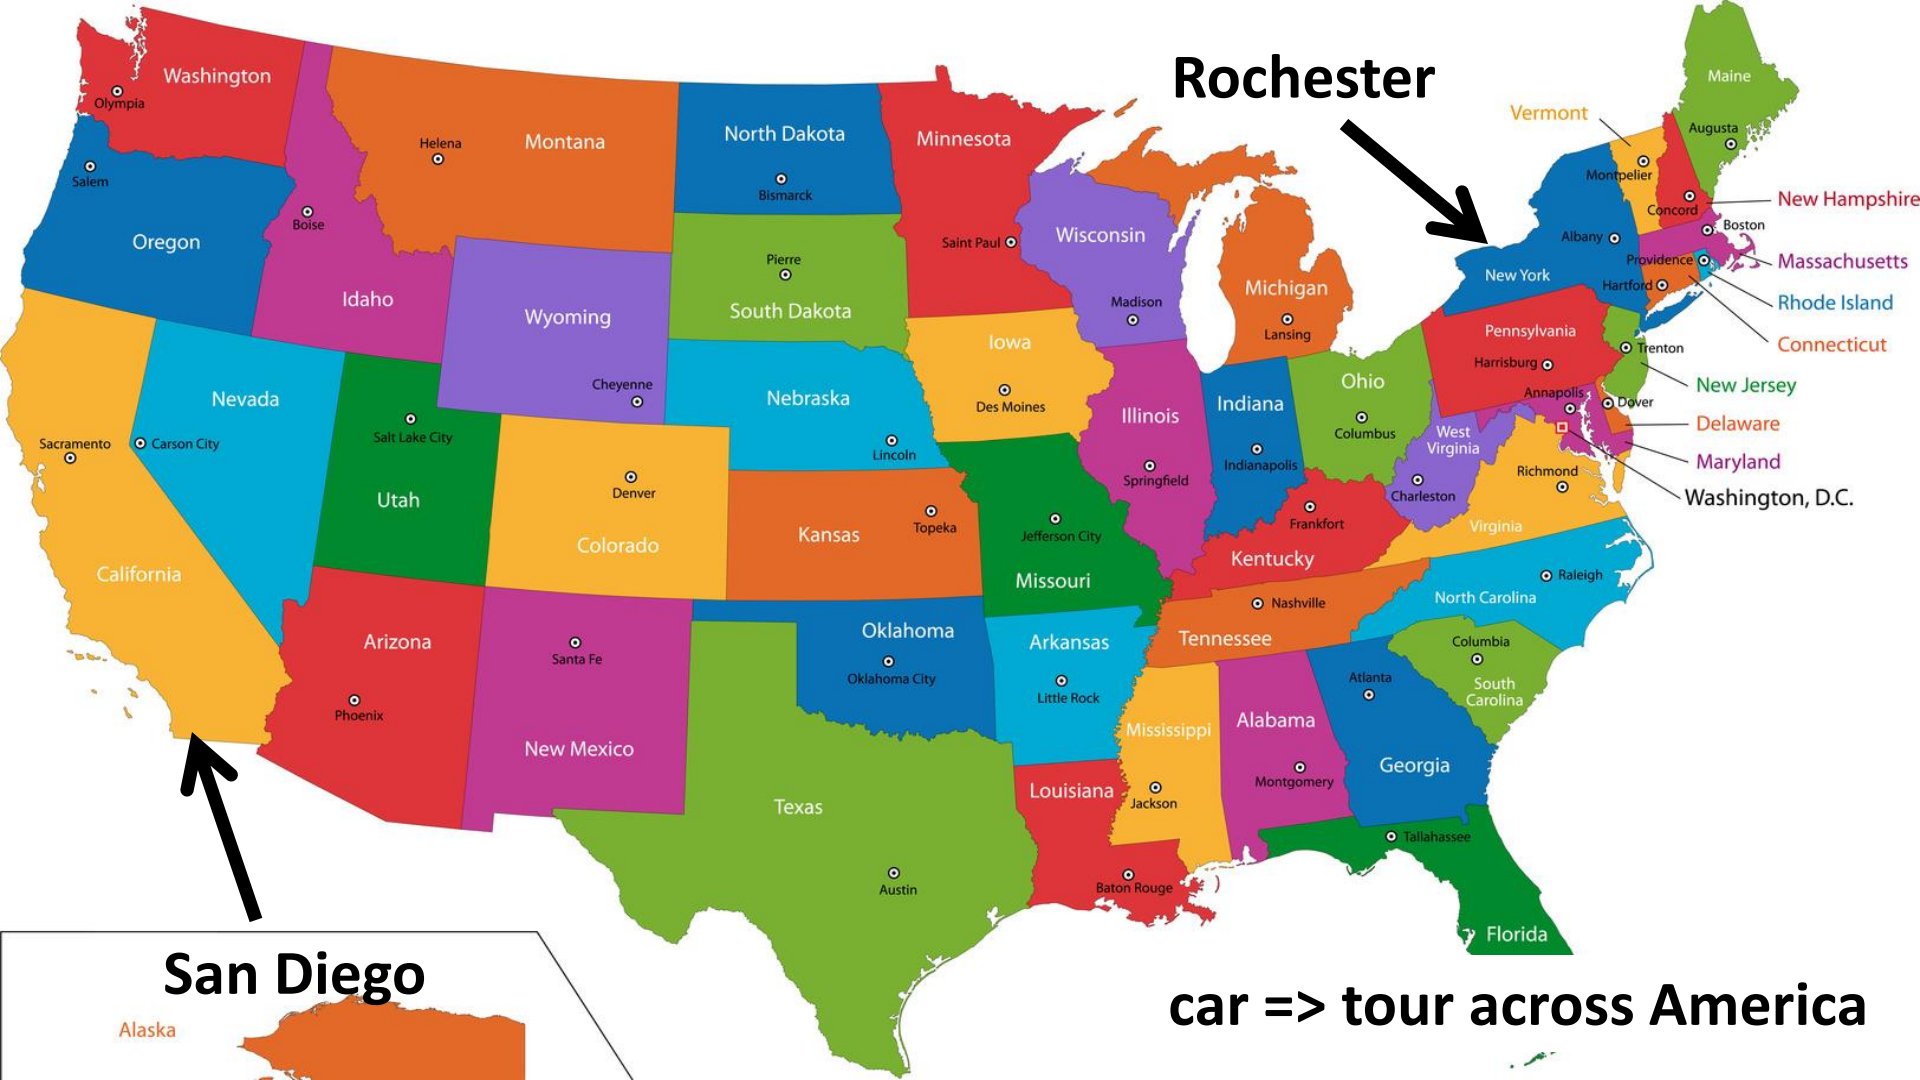 Rochester
Washington
Olympia
Montana
Helena
North Dakota
Bismarck
Minnesota
Saint Paul
Vermont
Maine
Augusta
Montpelier
Concord
New Hampshire
Boston
Massachusetts
Albany
Providence
Hartford
Rhode Island
Connecticut
New York
Salem
Oregon
Boise
Idaho
Wyoming
Cheyenne
Pierre
South Dakota
Wisconsin
Madison
Michigan
Lansing
Pennsylvania
Harrisburg
Trenton
New Jersey
Annapolis
Dover
Delaware
Maryland
Washington, D.C.
Nevada
Sacramento
Carson City
Salt Lake City
Utah
Nebraska
Lincoln
Iowa
Des Moines
Illinois
Springfield
Indiana
Indianapolis
Ohio
Columbus
West
Virginia
Charleston
Richmond
Virginia
California
Denver
Colorado
Kansas
Topeka
Jefferson City
Missouri
Frankfort
Kentucky
Raleigh
North Carolina
Arizona
Phoenix
Santa Fe
New Mexico
Oklahoma
Oklahoma City
Arkansas
Little Rock
Nashville
Tennessee
Columbia
South
Carolina
Atlanta
Georgia
Mississippi
Jackson
Alabama
Montgomery
Texas
Austin
Louisiana
Baton Rouge
Tallahassee
Florida
San Diego
Alaska
car => tour across America